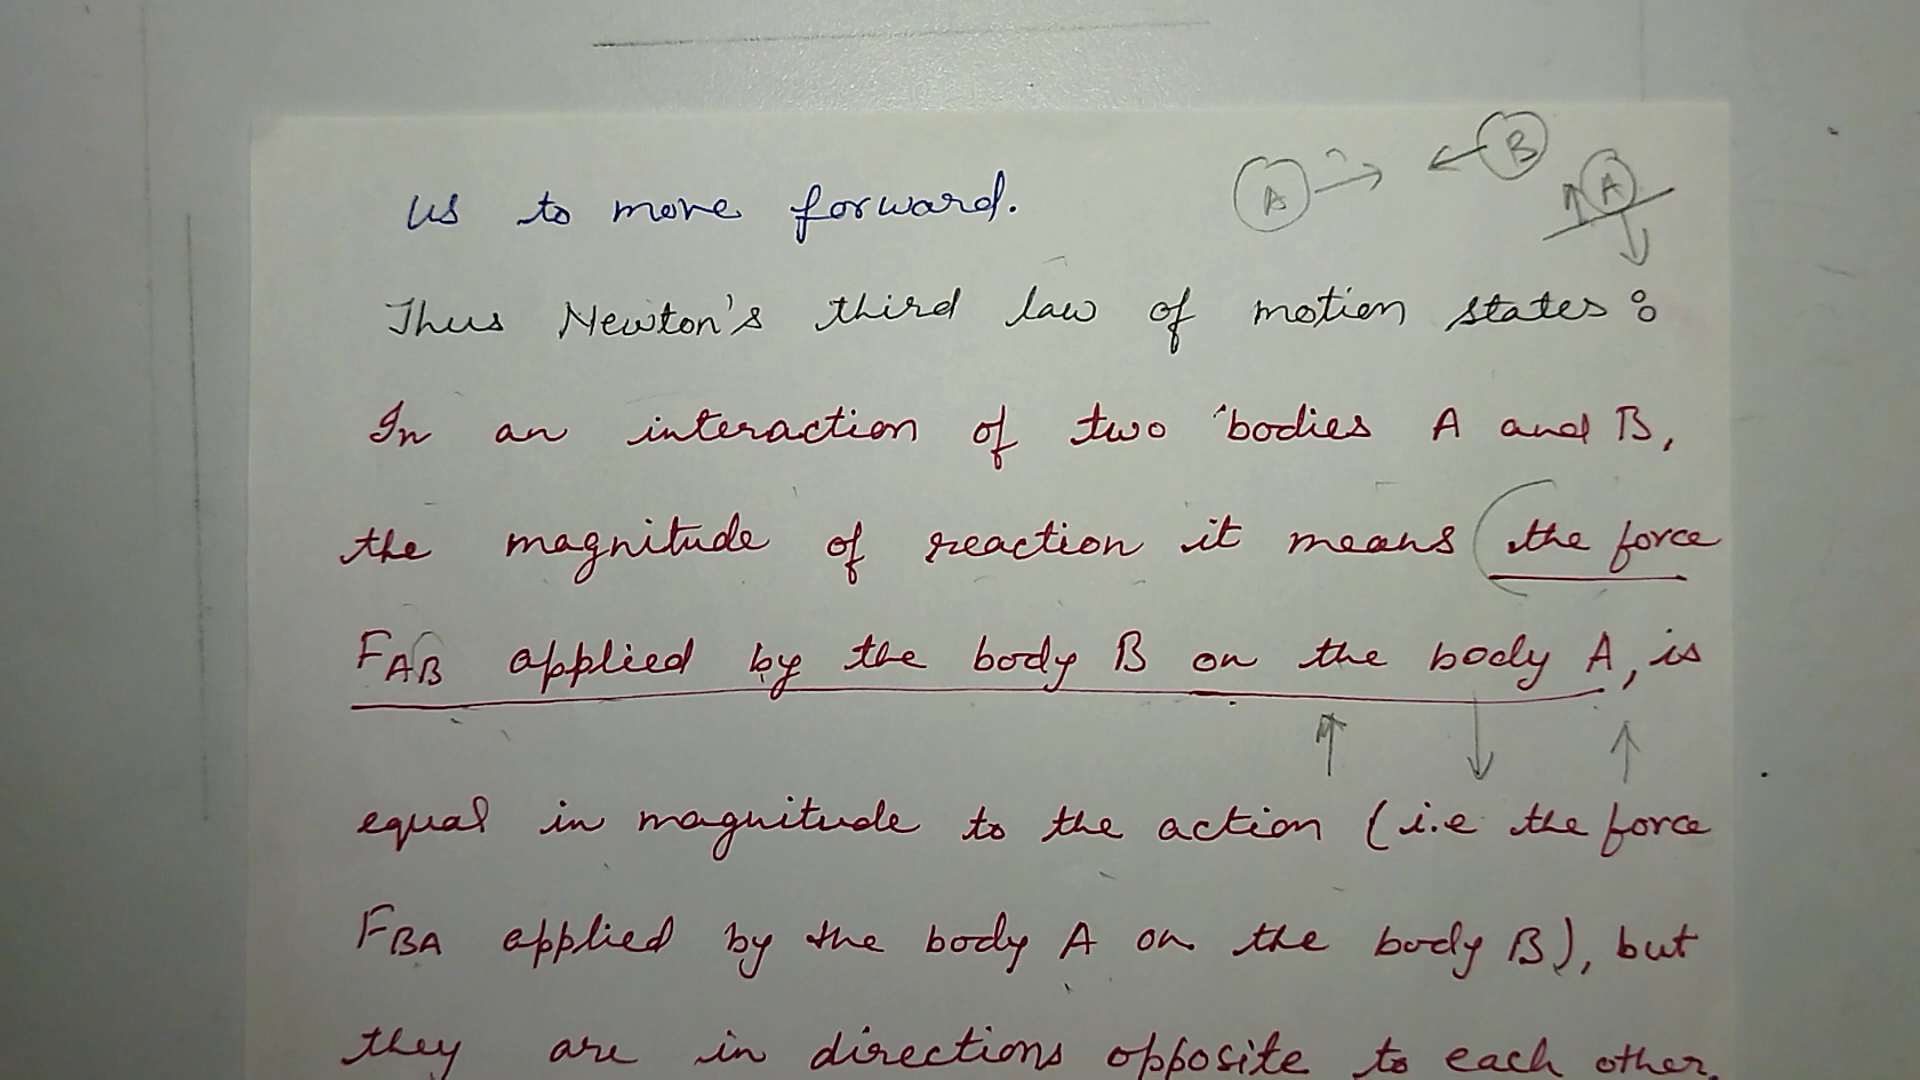 us to move forward.
A B
A
Thus Newton's third law of motion states :
In an interaction of two bodies A and B,
the magnitude of reaction it means (the force
FAB applied by the body B on the body A, is
equal in magnitude to the action (i.e the force
FBA applied by the body A on the body B), but
they are in directions opposite to each other.